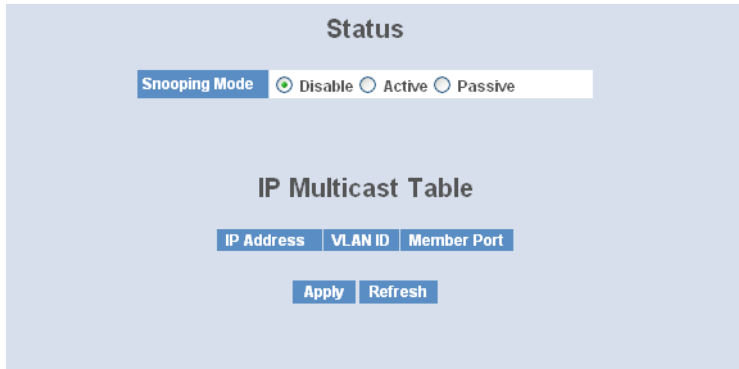 Status
Snooping Mode Disable Active Passive
IP Multicast Table
IP Address VLAN ID Member Port
Apply Refresh